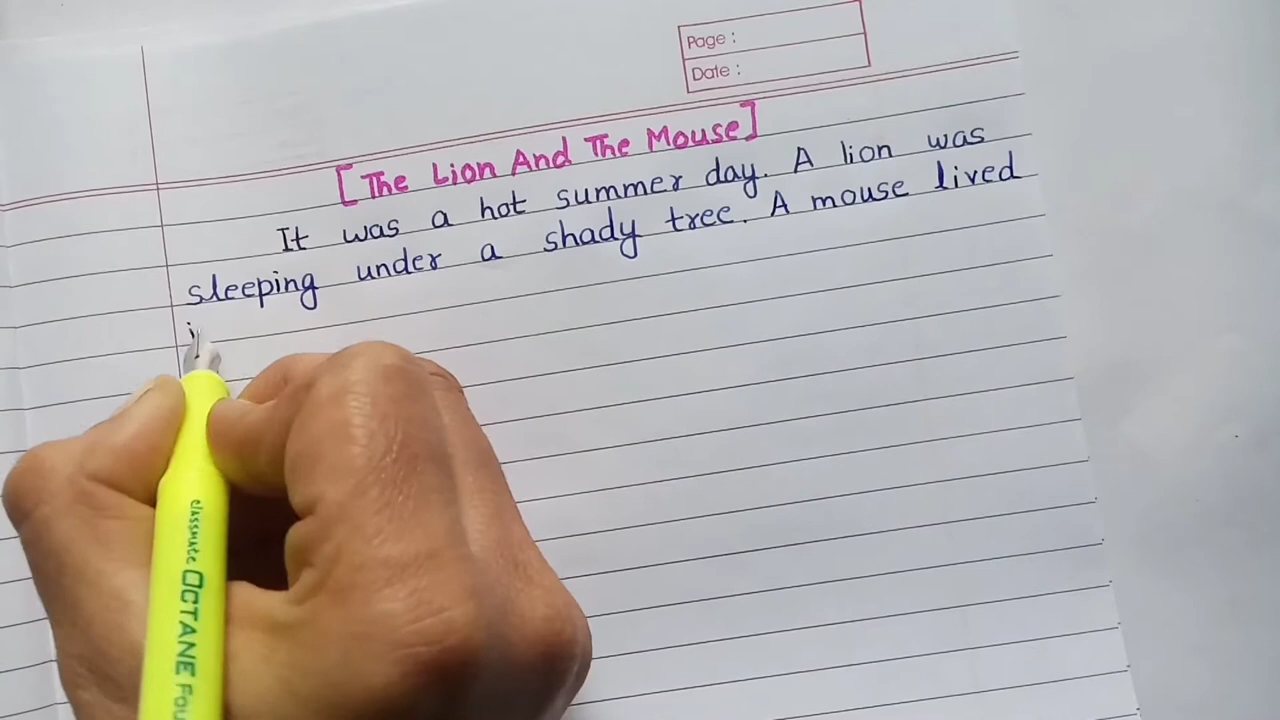 Page :
Date :
[The Lion And The Mouse]
It was a hot summer day. A lion was
sleeping under a shady tree. A mouse lived
i
classmate OCTANE Fou